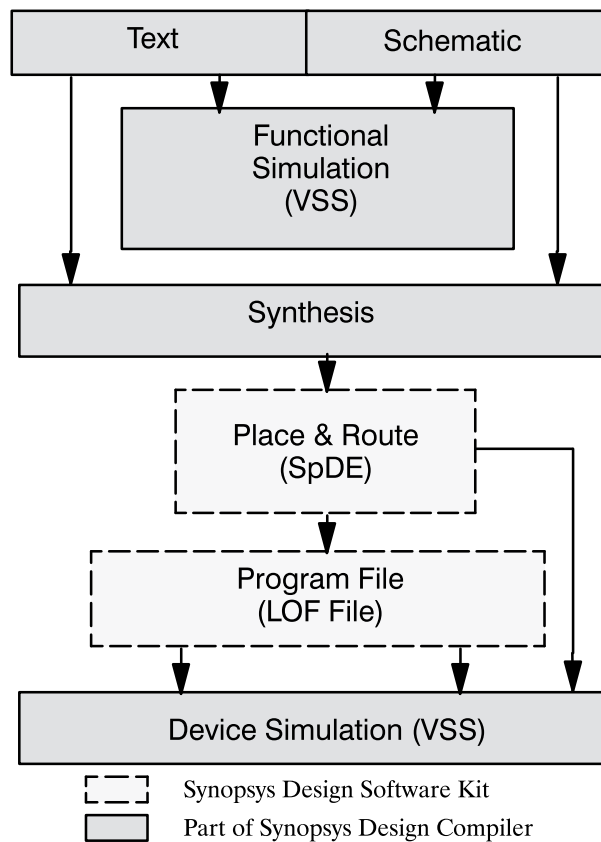 Text
Schematic
Functional
Simulation
(VSS)
Synthesis
Place & Route
(SpDE)
Program File
(LOF File)
Device Simulation (VSS)
Synopsys Design Software Kit
Part of Synopsys Design Compiler